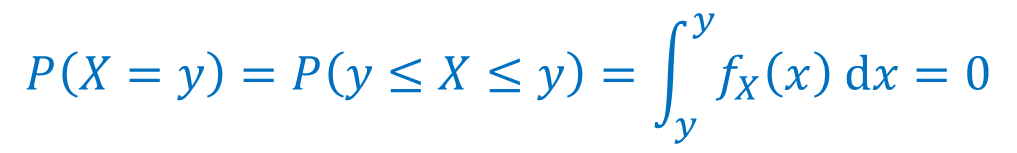 P(X = y) = P(y ≤ X ≤ y) = ∫_y^y f_X(x) dx = 0